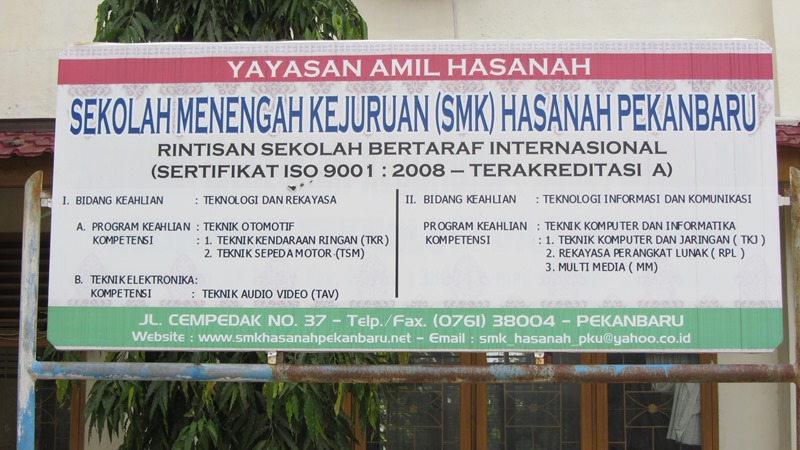 YAYASAN AMIL HASANAH
SEKOLAH MENENGAH KEJURUAN (SMK) HASANAH PEKANBARU
RINTISAN SEKOLAH BERTARAF INTERNASIONAL
(SERTIFIKAT ISO 9001 : 2008 – TERAKREDITASI A)
I. BIDANG KEAHLIAN : TEKNOLOGI DAN REKAYASA
A. PROGRAM KEAHLIAN : TEKNIK OTOMOTIF
KOMPETENSI : 1. TEKNIK KENDARAAN RINGAN (TKR)
2. TEKNIK SEPEDA MOTOR (TSM)
B. TEKNIK ELEKTRONIKA:
KOMPETENSI : TEKNIK AUDIO VIDEO (TAV)
II. BIDANG KEAHLIAN : TEKNOLOGI INFORMASI DAN KOMUNIKASI
PROGRAM KEAHLIAN : TEKNIK KOMPUTER DAN INFORMATIKA
KOMPETENSI : 1. TEKNIK KOMPUTER DAN JARINGAN ( TKJ )
2. REKAYASA PERANGKAT LUNAK ( RPL )
3. MULTI MEDIA ( MM )
JL. CEMPEDAK NO. 37 – Telp./Fax. (0761) 38004 – PEKANBARU
Website : www.smkhasanahpekanbaru.net – Email : smk_hasanah_pku@yahoo.co.id